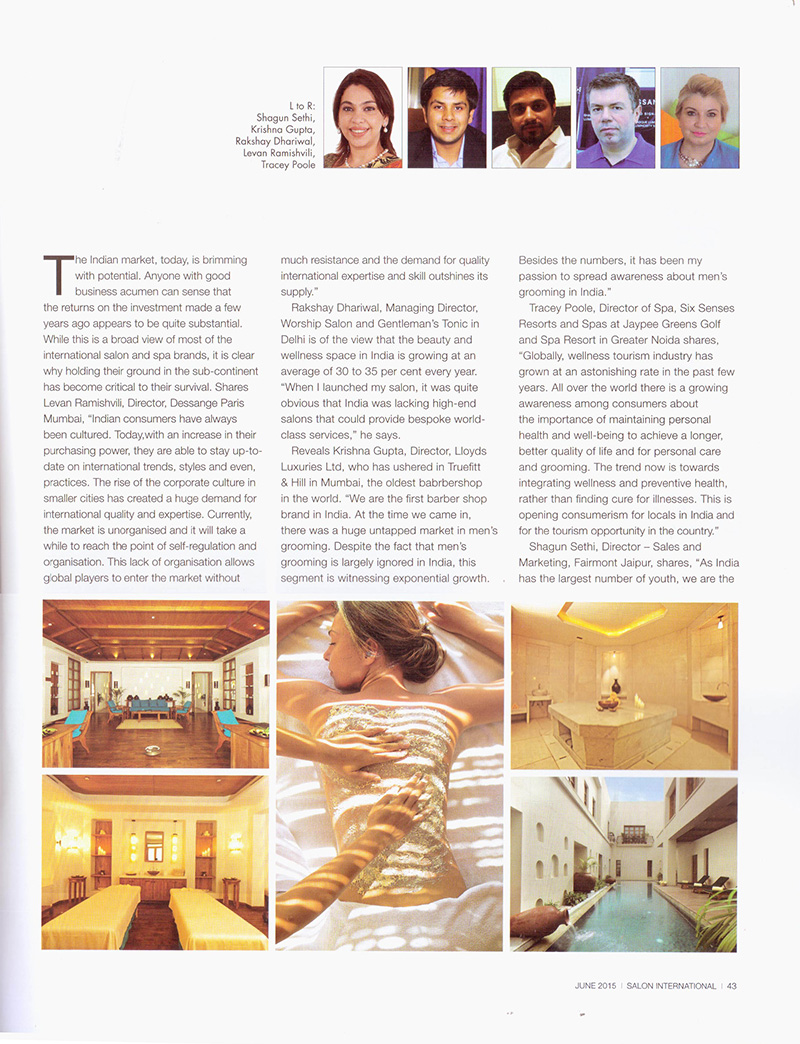 L to R:
Shagun Sethi,
Krishna Gupta,
Rakshay Dhariwal,
Levan Ramishvili,
Tracey Poole
The Indian market, today, is brimming
with potential. Anyone with good
business acumen can sense that
the returns on the investment made a few
years ago appears to be quite substantial.
While this is a broad view of most of the
international salon and spa brands, it is clear
why holding their ground in the sub-continent
has become critical to their survival. Shares
Levan Ramishvili, Director, Dessange Paris
Mumbai, “Indian consumers have always
been cultured. Today,with an increase in their
purchasing power, they are able to stay up-to-
date on international trends, styles and even,
practices. The rise of the corporate culture in
smaller cities has created a huge demand for
international quality and expertise. Currently,
the market is unorganised and it will take a
while to reach the point of self-regulation and
organisation. This lack of organisation allows
global players to enter the market without
much resistance and the demand for quality
international expertise and skill outshines its
supply.”
Rakshay Dhariwal, Managing Director,
Worship Salon and Gentleman’s Tonic in
Delhi is of the view that the beauty and
wellness space in India is growing at an
average of 30 to 35 per cent every year.
“When I launched my salon, it was quite
obvious that India was lacking high-end
salons that could provide bespoke world-
class services,” he says.
Reveals Krishna Gupta, Director, Lloyds
Luxuries Ltd, who has ushered in Truefitt
& Hill in Mumbai, the oldest babrbershop
in the world. “We are the first barber shop
brand in India. At the time we came in,
there was a huge untapped market in men’s
grooming. Despite the fact that men’s
grooming is largely ignored in India, this
segment is witnessing exponential growth.
Besides the numbers, it has been my
passion to spread awareness about men’s
grooming in India.”
Tracey Poole, Director of Spa, Six Senses
Resorts and Spas at Jaypee Greens Golf
and Spa Resort in Greater Noida shares,
“Globally, wellness tourism industry has
grown at an astonishing rate in the past few
years. All over the world there is a growing
awareness among consumers about
the importance of maintaining personal
health and well-being to achieve a longer,
better quality of life and for personal care
and grooming. The trend now is towards
integrating wellness and preventive health,
rather than finding cure for illnesses. This is
opening consumerism for locals in India and
for the tourism opportunity in the country.”
Shagun Sethi, Director – Sales and
Marketing, Fairmont Jaipur, shares, “As India
has the largest number of youth, we are the
JUNE 2015 | SALON INTERNATIONAL | 43